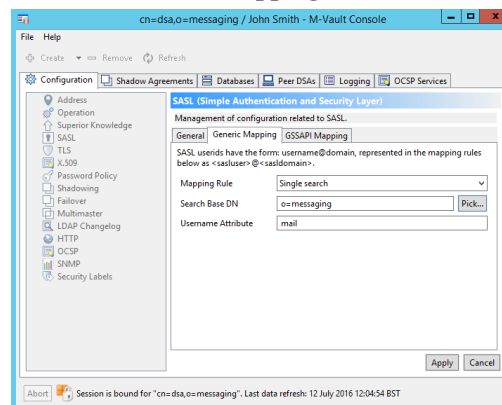 cn=dsa,o=messaging / John Smith - M-Vault Console
File Help
Create Remove Refresh
Configuration Shadow Agreements Databases Peer DSAs Logging OCSP Services
Address
Operation
Superior Knowledge
SASL
TLS
X.509
Password Policy
Shadowing
Failover
Multimaster
LDAP Changelog
HTTP
OCSP
SNMP
Security Labels
SASL (Simple Authentication and Security Layer)
Management of configuration related to SASL.
General Generic Mapping GSSAPI Mapping
SASL userids have the form: username@domain, represented in the mapping rules
below as <sasluser>@<sasldomain>.
Mapping Rule Single search
Search Base DN o=messaging Pick...
Username Attribute mail
Apply Cancel
Abort Session is bound for "cn=dsa,o=messaging". Last data refresh: 12 July 2016 12:04:54 BST